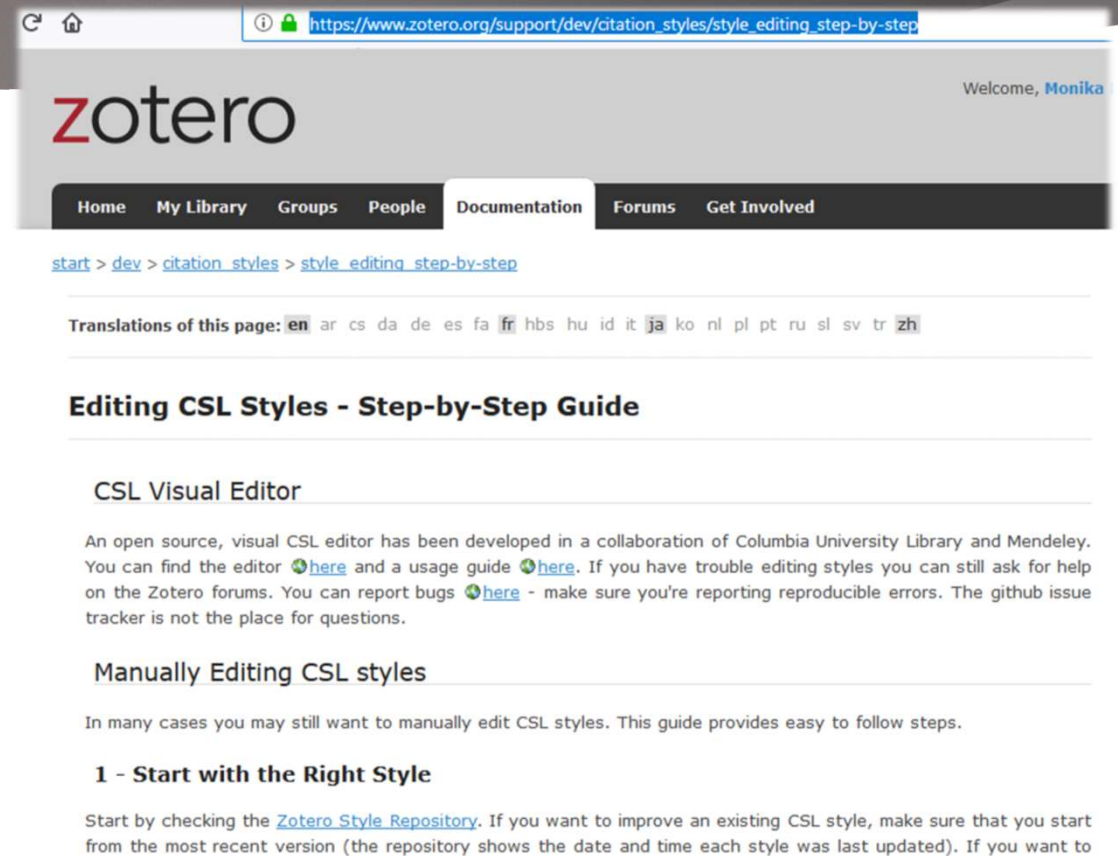 https://www.zotero.org/support/dev/citation_styles/style_editing_step-by-step
Welcome, Monika
zotero
Home My Library Groups People Documentation Forums Get Involved
start > dev > citation_styles > style_editing_step-by-step
Translations of this page: en ar cs da de es fa fr hbs hu id it ja ko nl pl pt ru sl sv tr zh
Editing CSL Styles - Step-by-Step Guide
CSL Visual Editor
An open source, visual CSL editor has been developed in a collaboration of Columbia University Library and Mendeley.
You can find the editor here and a usage guide here. If you have trouble editing styles you can still ask for help
on the Zotero forums. You can report bugs here - make sure you're reporting reproducible errors. The github issue
tracker is not the place for questions.
Manually Editing CSL styles
In many cases you may still want to manually edit CSL styles. This guide provides easy to follow steps.
1 - Start with the Right Style
Start by checking the Zotero Style Repository. If you want to improve an existing CSL style, make sure that you start
from the most recent version (the repository shows the date and time each style was last updated). If you want to